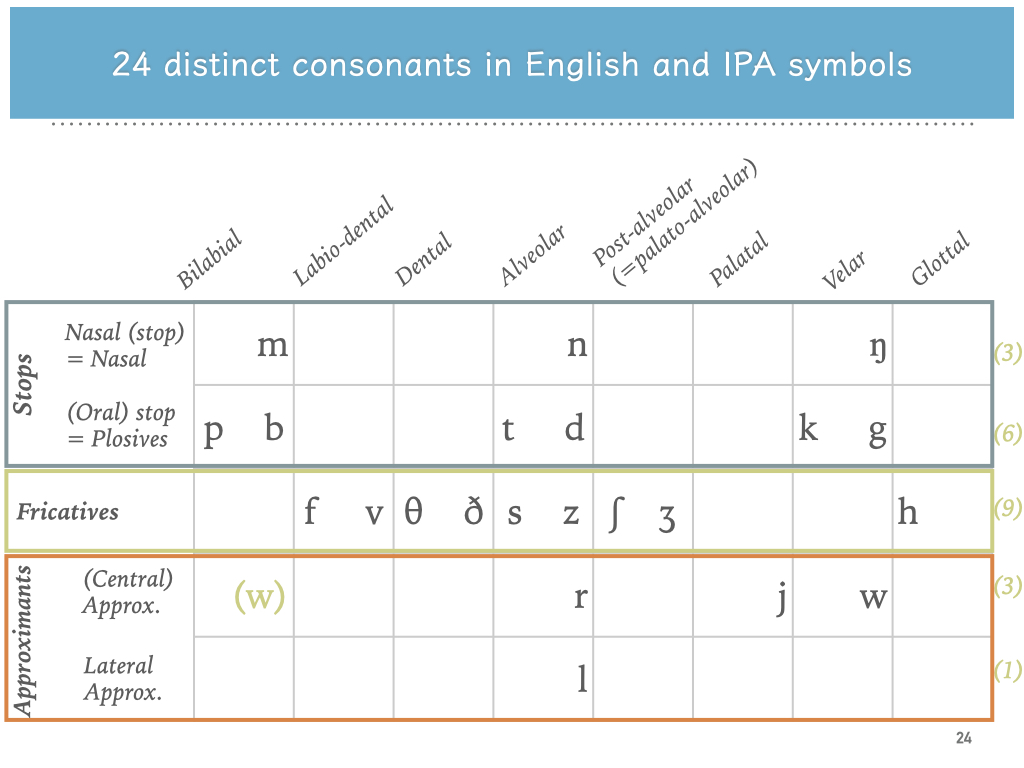 24 distinct consonants in English and IPA symbols
Bilabial
Labio-dental
Dental
Alveolar
Post-alveolar
(=palato-alveolar)
Palatal
Velar
Glottal
Stops
Nasal (stop)
= Nasal
m n ŋ (3)
(Oral) stop
= Plosives
p b t d k g (6)
Fricatives f v θ ð s z ʃ ʒ h (9)
Approximants
(Central)
Approx.
(w) r j w (3)
Lateral
Approx.
l (1)
24